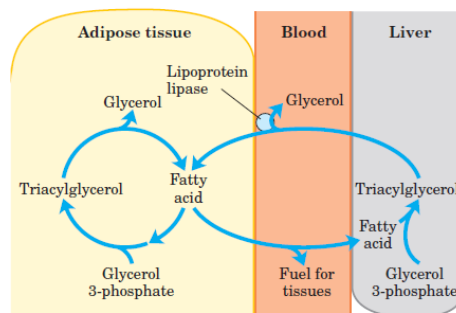 Adipose tissue
Blood
Liver
Lipoprotein
lipase
Glycerol
Glycerol
Triacylglycerol
Fatty
acid
Triacylglycerol
Fatty
acid
Glycerol
3-phosphate
Fuel for
tissues
Glycerol
3-phosphate